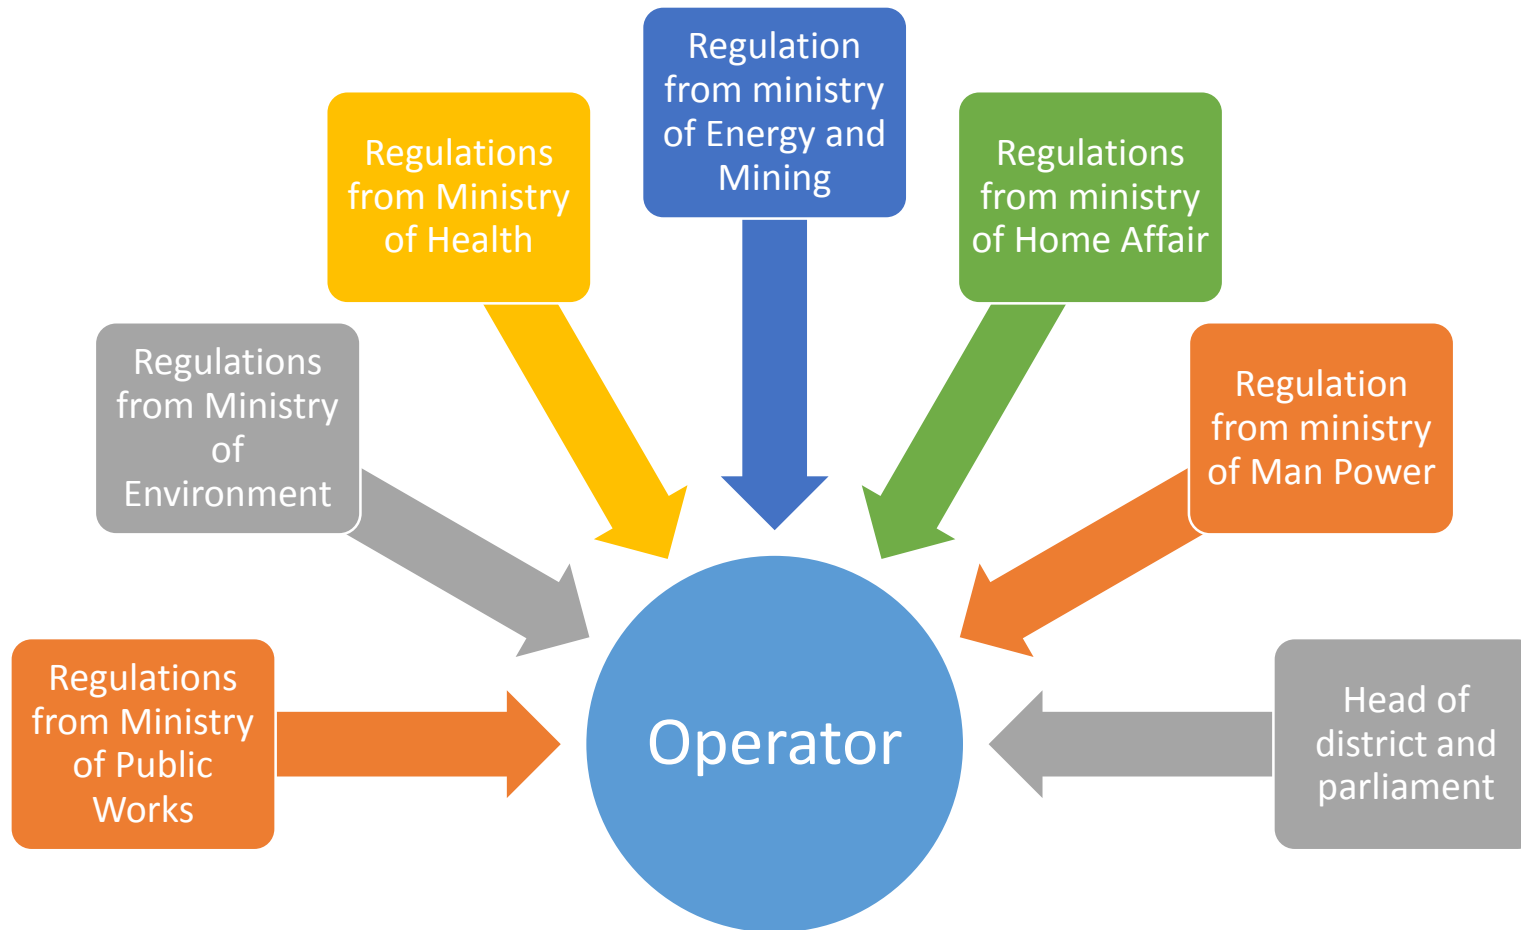 Regulation
from ministry
of Energy and
Mining
Regulations
from Ministry
of Health
Regulations
from ministry
of Home Affair
Regulations
from Ministry
of
Environment
Regulation
from ministry
of Man Power
Regulations
from Ministry
of Public
Works
Operator
Head of
district and
parliament